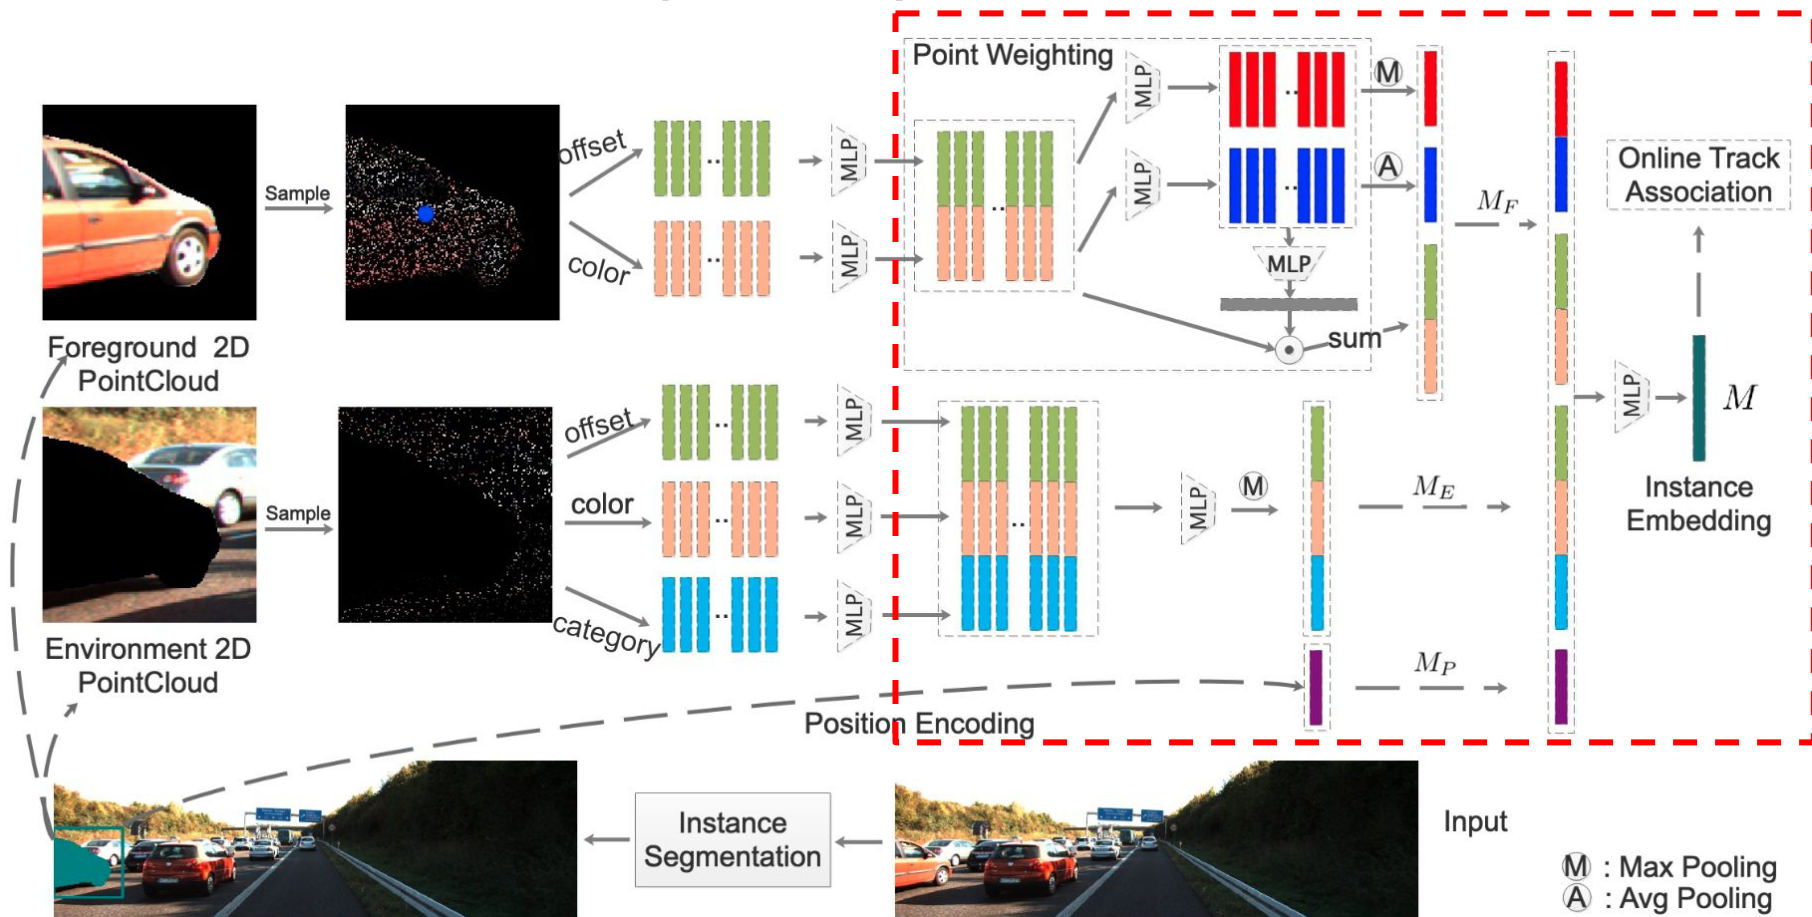 Point Weighting
MLP
M
offset
MLP
Sample
MLP
A
color
MLP
MLP
sum
M_F
Online Track
Association
Foreground 2D
PointCloud
offset
MLP
Sample
color
MLP
MLP
M
M_E
category
MLP
MLP
M
Instance
Embedding
Environment 2D
PointCloud
M_P
Position Encoding
Instance
Segmentation
Input
M : Max Pooling
A : Avg Pooling